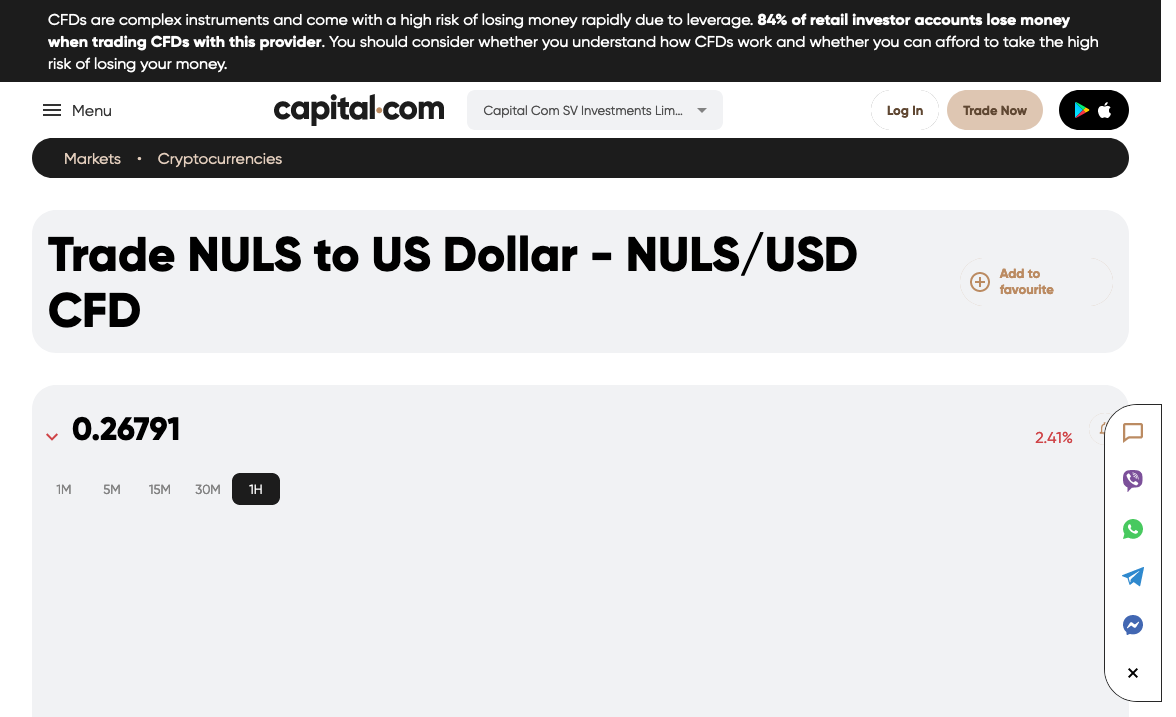 CFDs are complex instruments and come with a high risk of losing money rapidly due to leverage. 84% of retail investor accounts lose money
when trading CFDs with this provider. You should consider whether you understand how CFDs work and whether you can afford to take the high
risk of losing your money.
Menu
capital.com
Capital Com SV Investments Lim...
Log In
Trade Now
Markets • Cryptocurrencies
Trade NULS to US Dollar - NULS/USD
CFD
Add to
favourite
0.26791
2.41%
1M 5M 15M 30M 1H